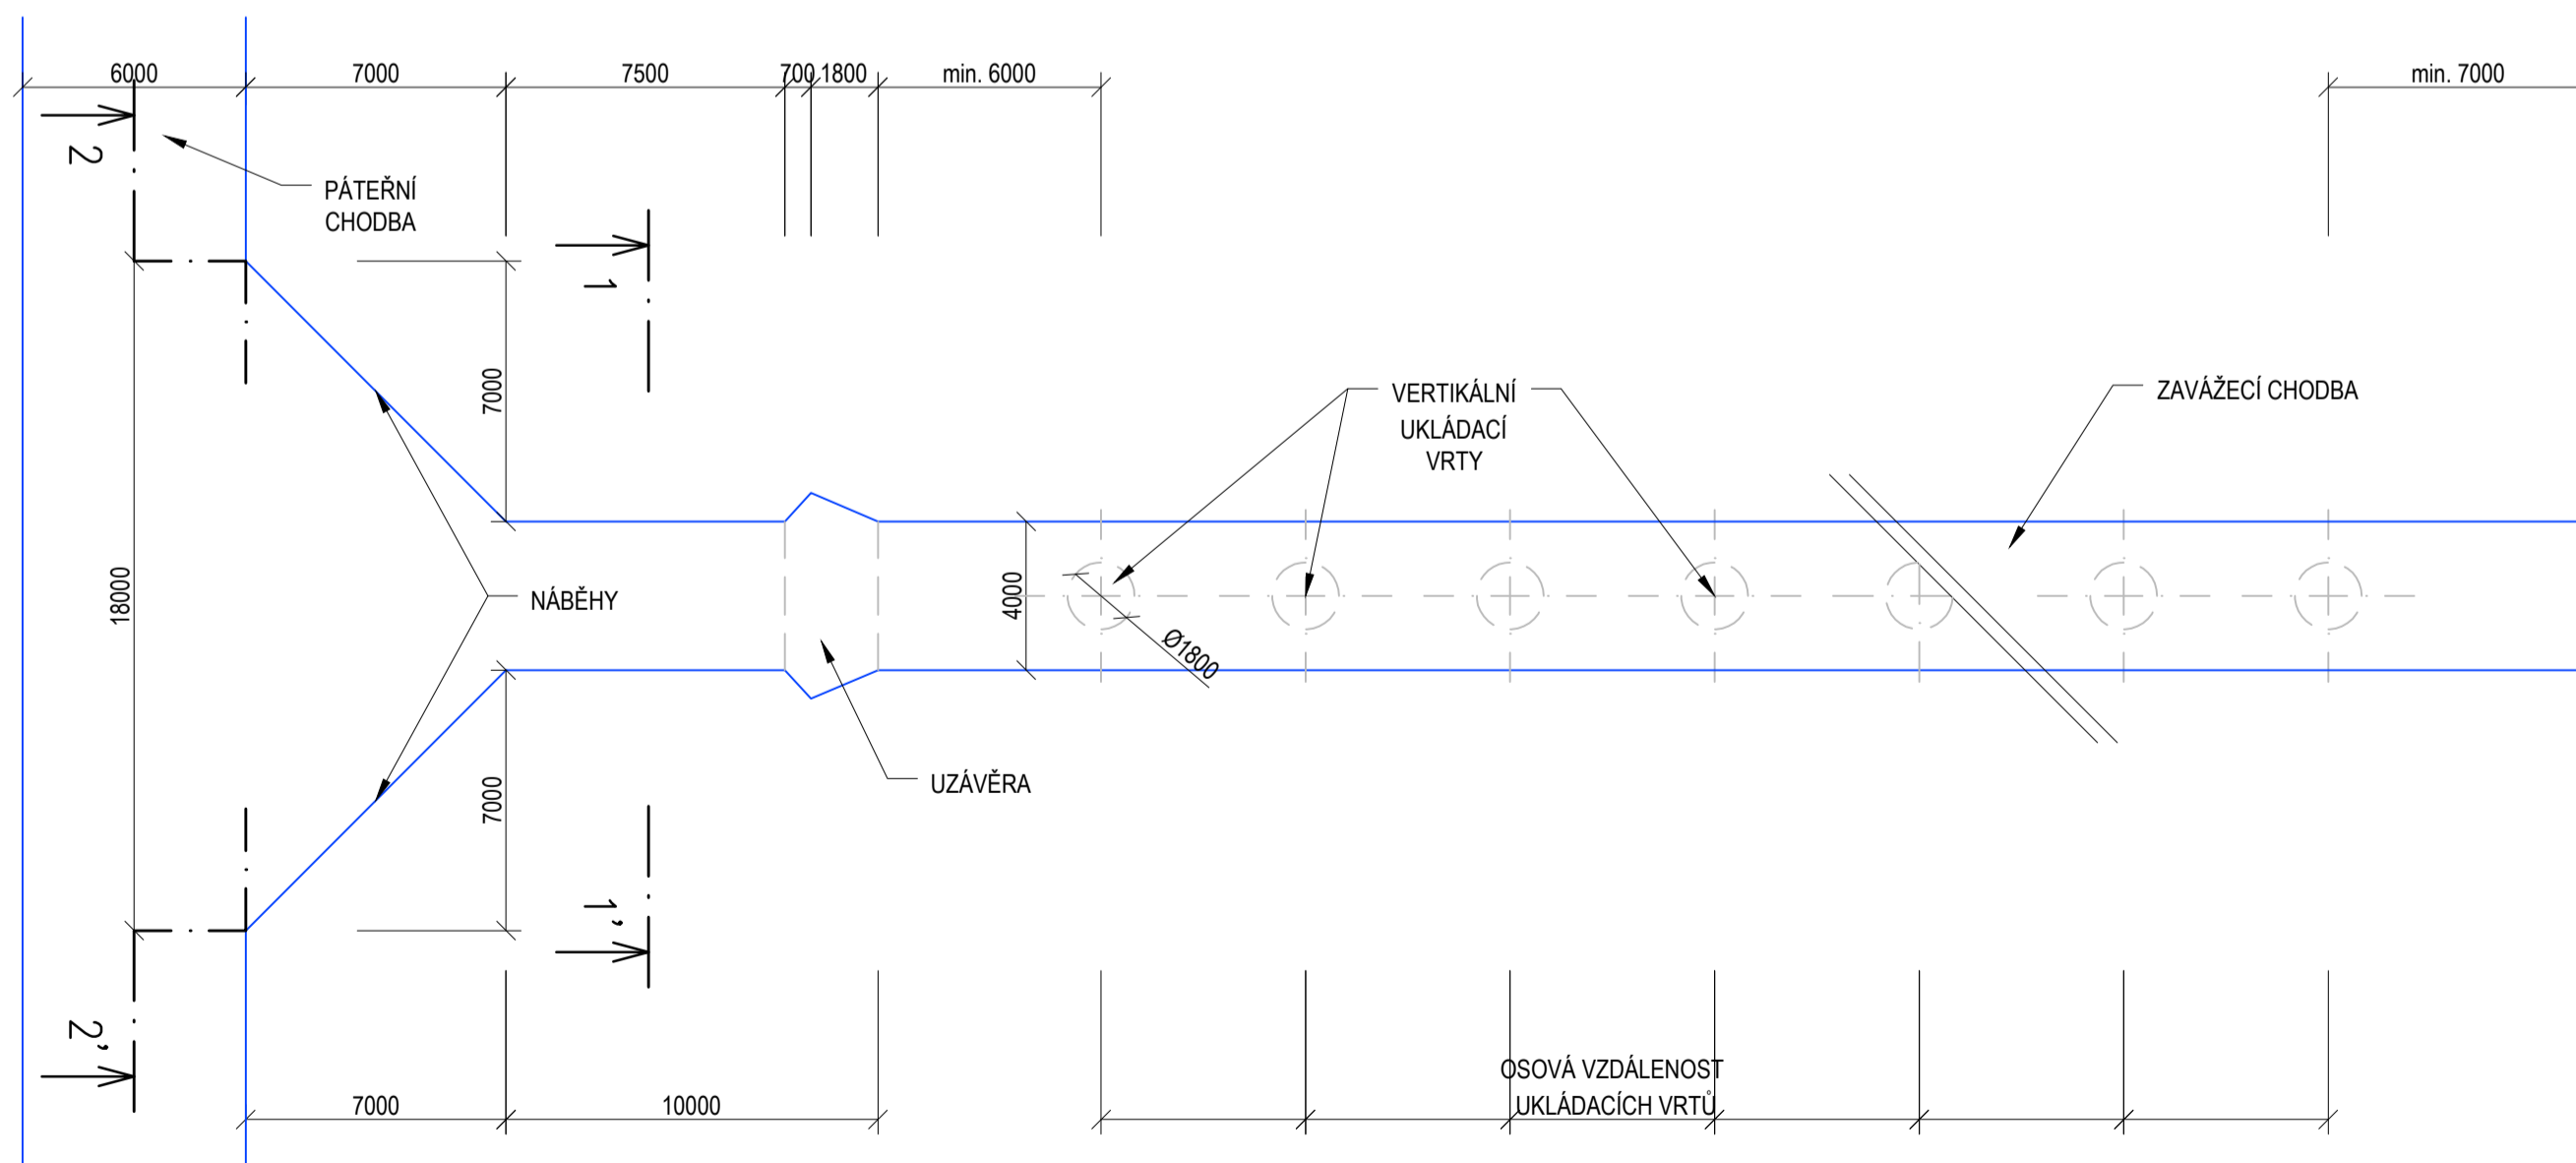 6000
7000
7500
700
1800
min. 6000
min. 7000
2
PÁTEŘNÍ
CHODBA
1
7000
VERTIKÁLNÍ
UKLÁDACÍ
VRTY
ZAVÁŽECÍ CHODBA
18000
NÁBĚHY
4000
Ø1800
7000
UZÁVĚRA
1'
2'
OSOVÁ VZDÁLENOST
UKLÁDACÍCH VRTŮ
7000
10000